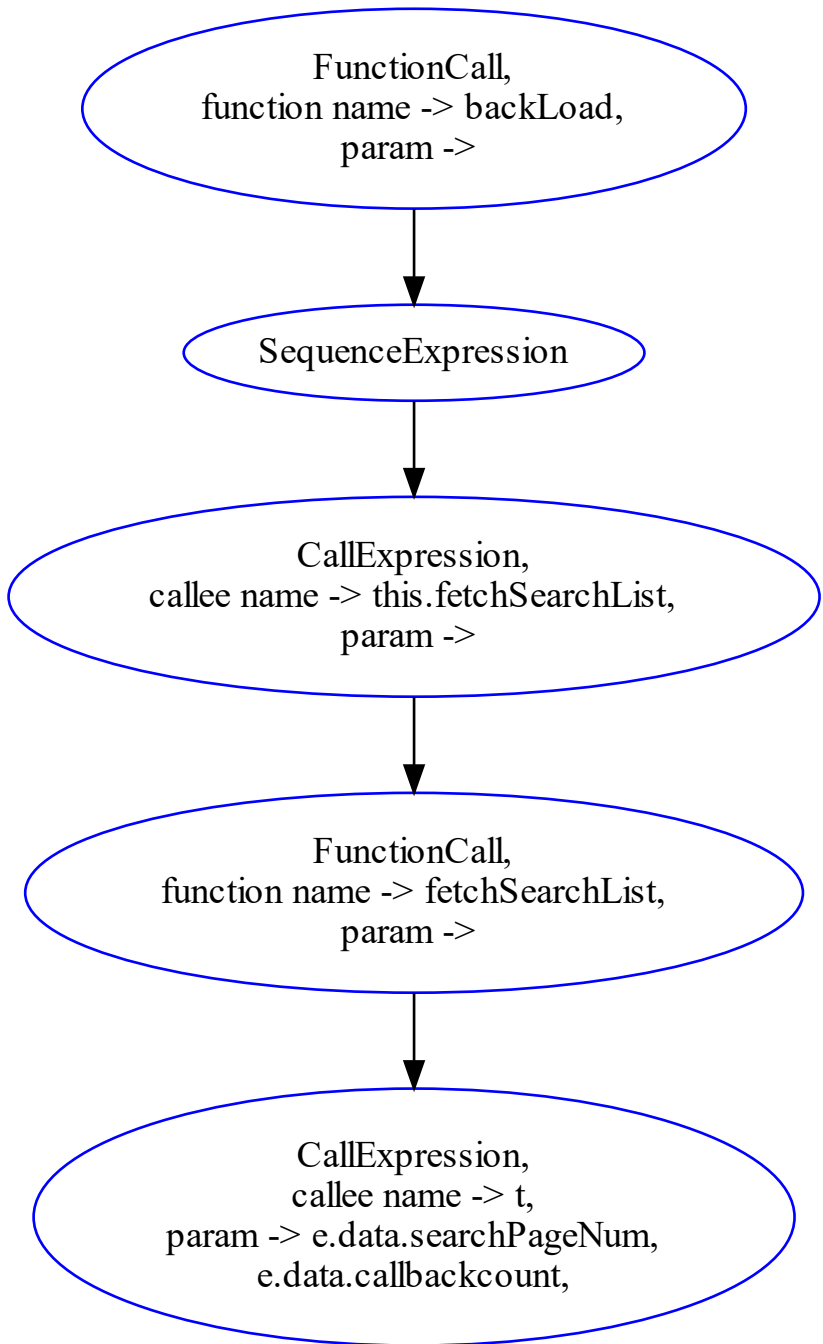 FunctionCall,
function name -> backLoad,
param ->
SequenceExpression
CallExpression,
callee name -> this.fetchSearchList,
param ->
FunctionCall,
function name -> fetchSearchList,
param ->
CallExpression,
callee name -> t,
param -> e.data.searchPageNum,
e.data.callbackcount,